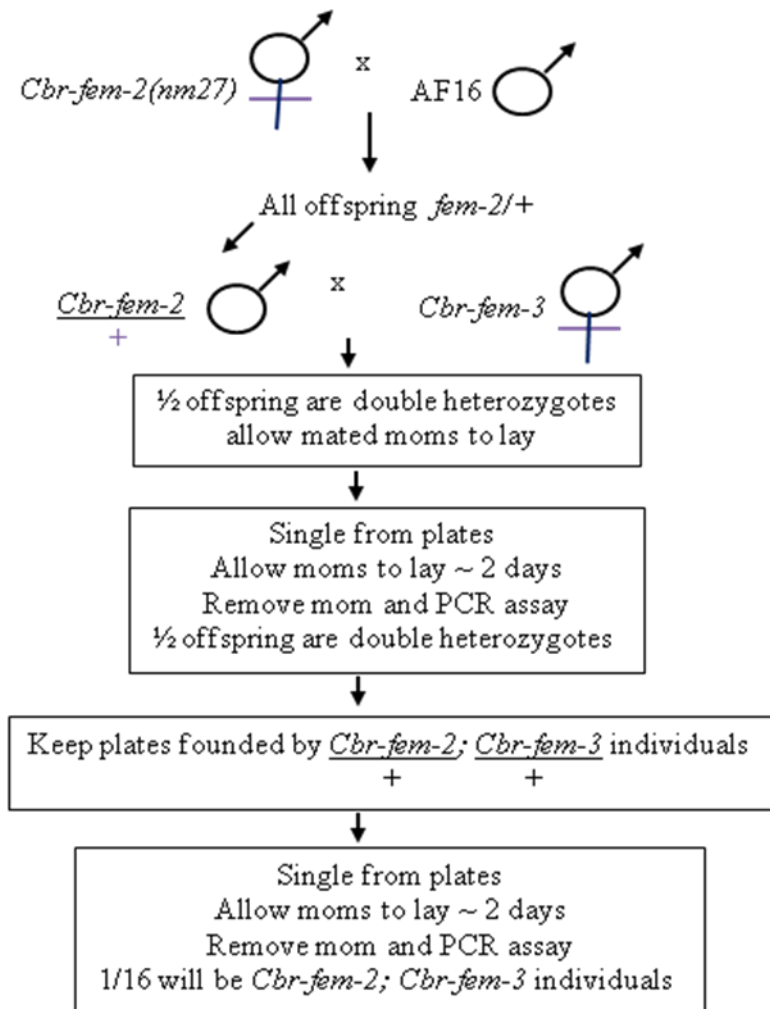 Cbr-fem-2(nm27) x AF16
All offspring fem-2/+
Cbr-fem-2 x Cbr-fem-3
+
½ offspring are double heterozygotes
allow mated moms to lay
Single from plates
Allow moms to lay ~ 2 days
Remove mom and PCR assay
½ offspring are double heterozygotes
Keep plates founded by Cbr-fem-2; Cbr-fem-3 individuals
+ +
Single from plates
Allow moms to lay ~ 2 days
Remove mom and PCR assay
1/16 will be Cbr-fem-2; Cbr-fem-3 individuals